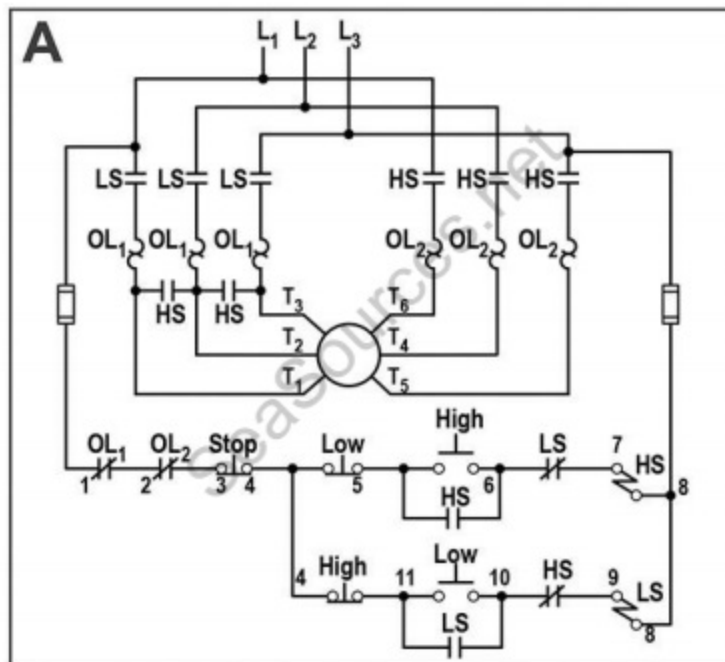 A
L1 L2 L3
LS LS LS HS HS HS
OL1 OL1 OL1 OL2 OL2 OL2
HS HS
T3 T6
T2 T4
T1 T5
SeaSources.net
High
OL1 OL2 Stop Low LS 7 HS
1 2 3 4 5 6 8
HS
Low
4 High 11 10 HS 9 LS
8
LS